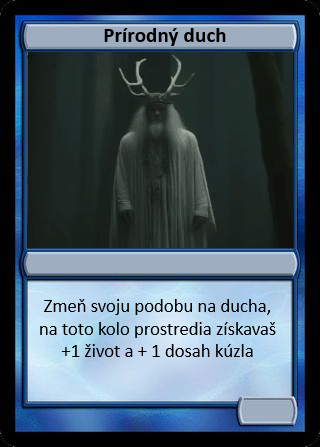 Prírodný duch
Zmeň svoju podobu na ducha,
na toto kolo prostredia získavaš
+1 život a + 1 dosah kúzla